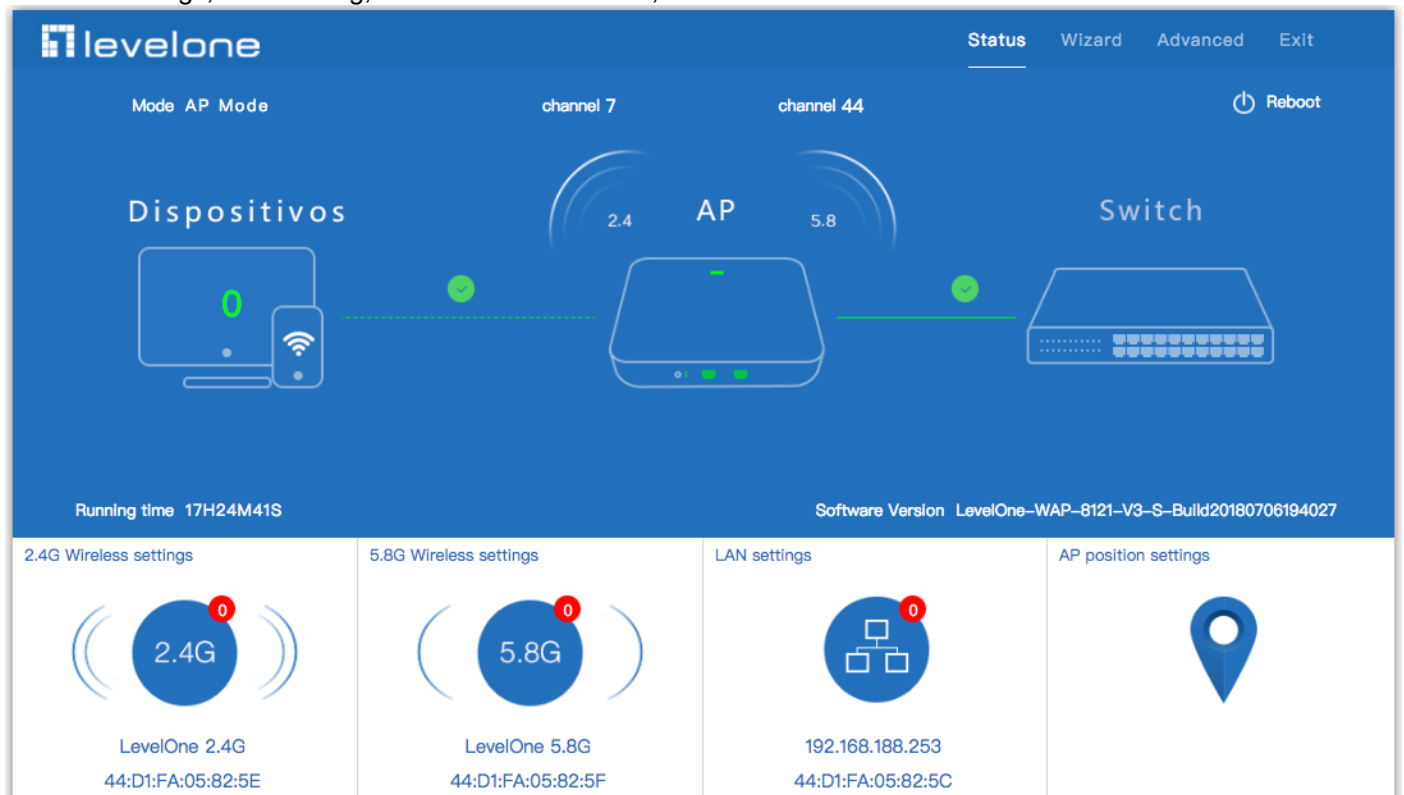 levelone
Status Wizard Advanced Exit
Mode AP Mode channel 7 channel 44 Reboot
Dispositivos 2.4 AP 5.8 Switch
0
Running time 17H24M41S Software Version LevelOne-WAP-8121-V3-S-Build20180706194027
2.4G Wireless settings 5.8G Wireless settings LAN settings AP position settings
0 0 0
2.4G 5.8G
LevelOne 2.4G LevelOne 5.8G 192.168.188.253
44:D1:FA:05:82:5E 44:D1:FA:05:82:5F 44:D1:FA:05:82:5C